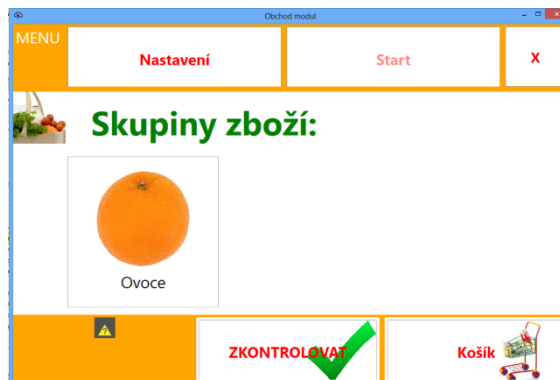 Obchod modul
MENU
Nastavení
Start
X
Skupiny zboží:
Ovoce
ZKONTROLOVAT
Košík